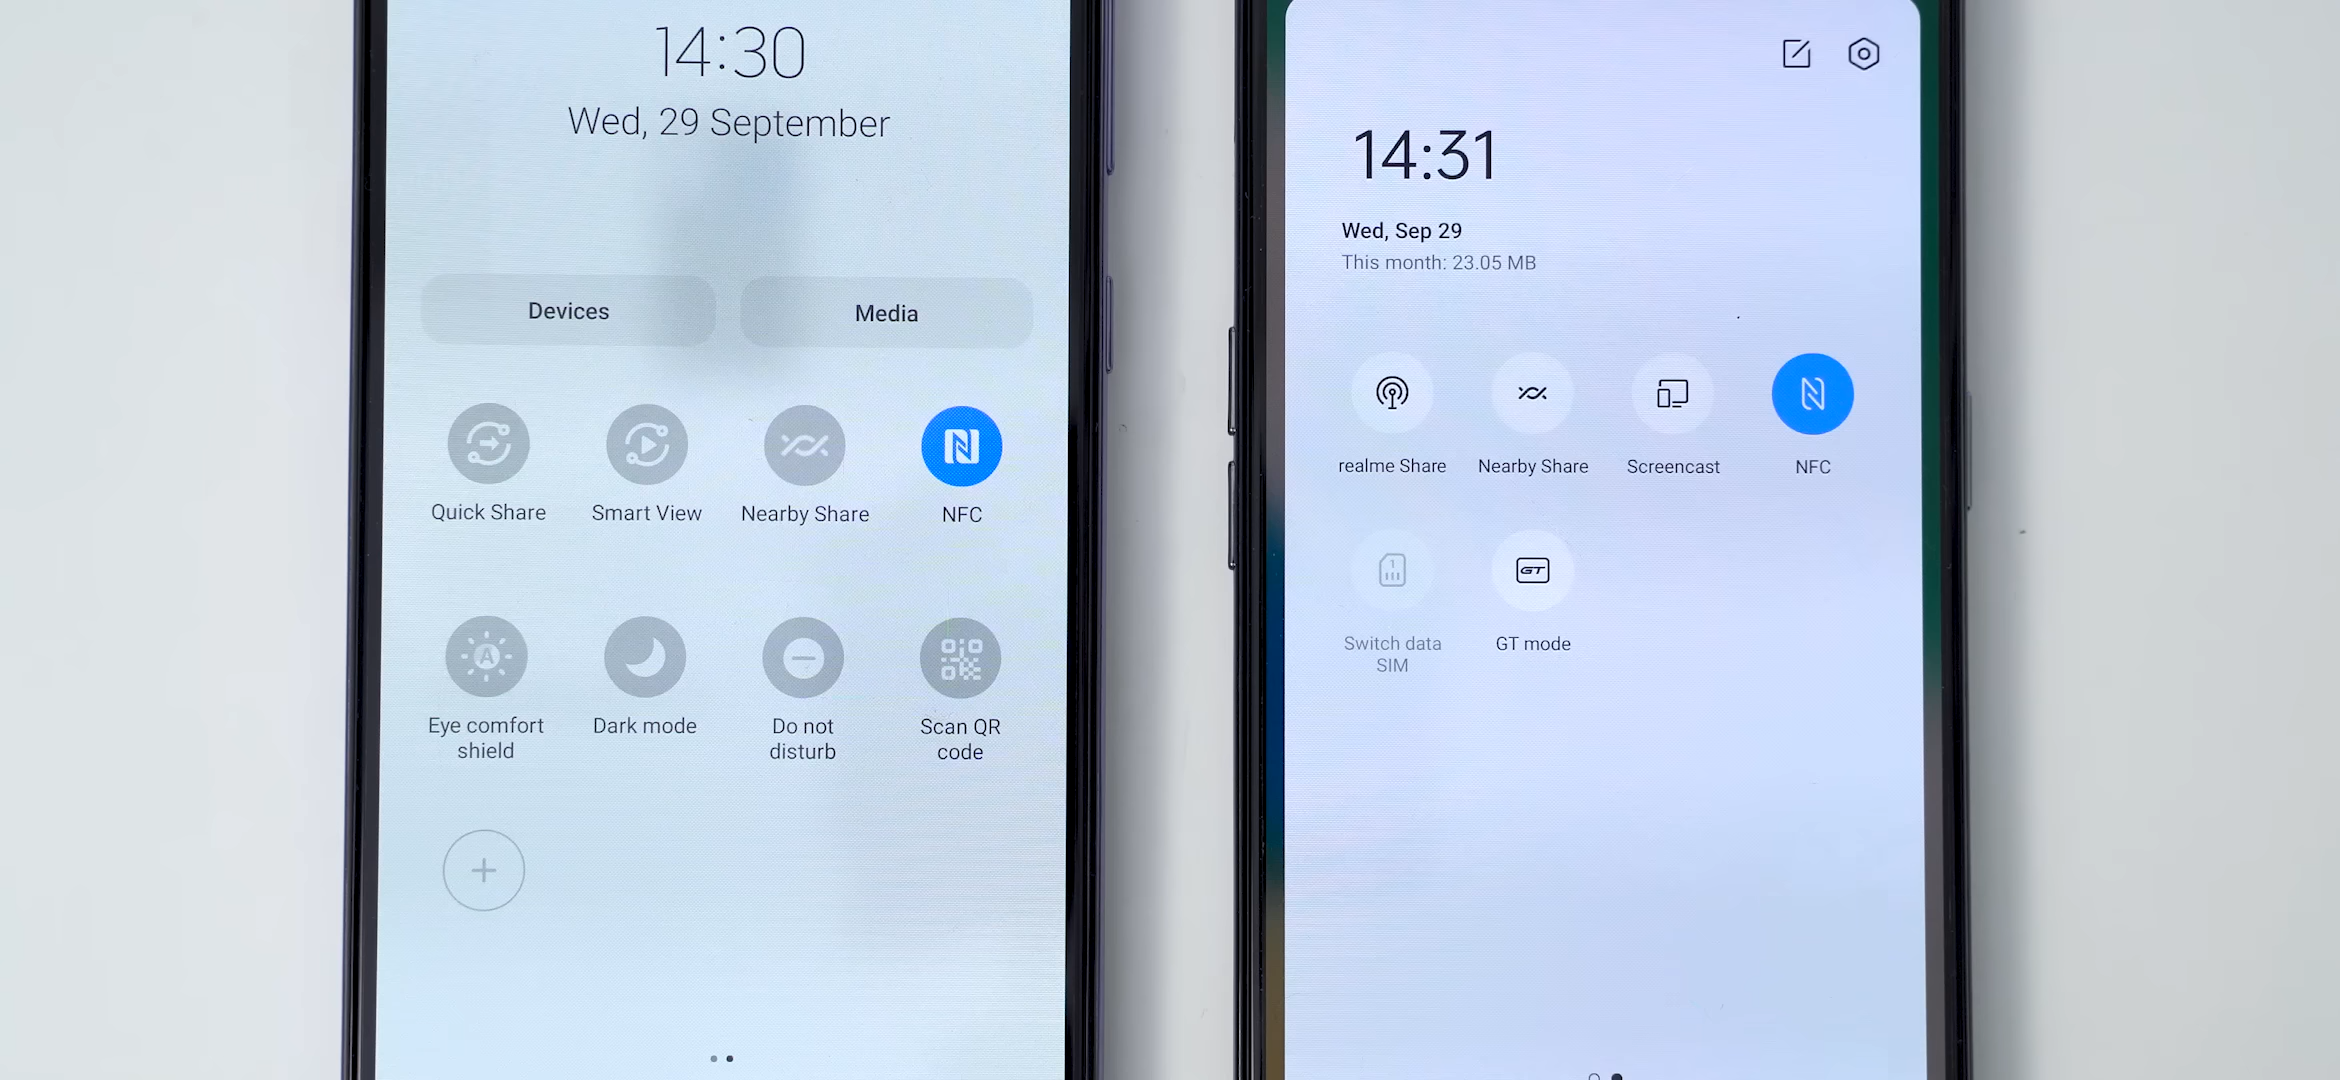 14:30
Wed, 29 September
Devices
Media
Quick Share
Smart View
Nearby Share
NFC
A
Eye comfort
shield
Dark mode
Do not
disturb
Scan QR
code
14:31
Wed, Sep 29
This month: 23.05 MB
realme Share
Nearby Share
Screencast
NFC
1
Switch data
SIM
GT
GT mode